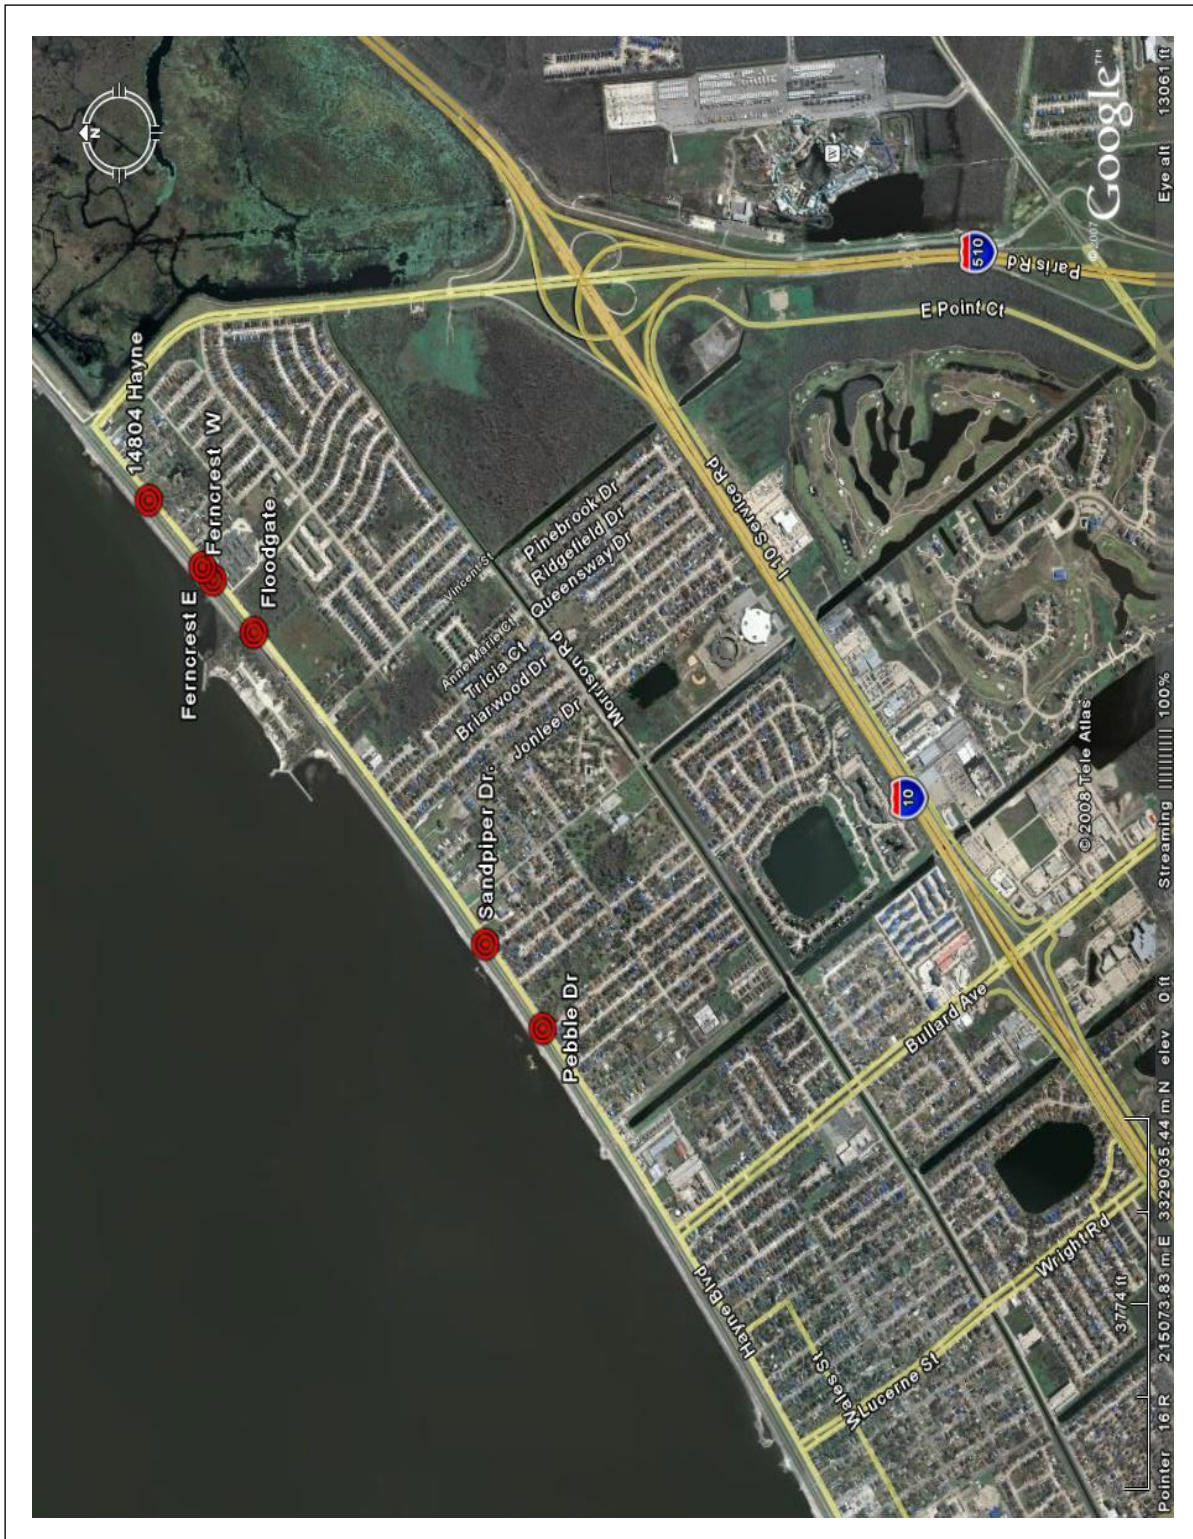 N
14804 Hayne
Ferncrest W
Ferncrest E
Floodgate
Sandpiper Dr.
Pebble Dr
Pinebrook Dr
Ridgefield Dr
Queensway Dr
Vincent St
Anne Marie Ct
Tricia Ct
Briarwood Dr
Jonlee Dr
Morrison Rd
I 10 Service Rd
E Point Ct
Paris Rd
510
10
Bullard Ave
Wright Rd
Hayne Blvd
Wales St
Lucerne St
W
3774 ft
© 2008 Tele Atlas
© 2007 Google™
Pointer 16 R 215073.83 m E 3329035.44 m N elev 0 ft Streaming |||||||||| 100% Eye alt 13061 ft